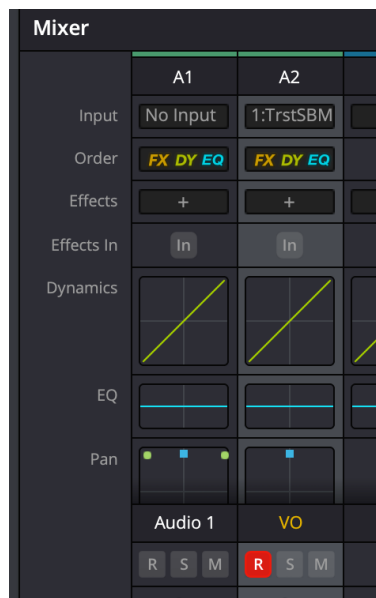 Mixer
A1 A2
Input No Input 1:TrstSBM
Order FX DY EQ FX DY EQ
Effects + +
Effects In In In
Dynamics
EQ
Pan
Audio 1 VO
R S M R S M